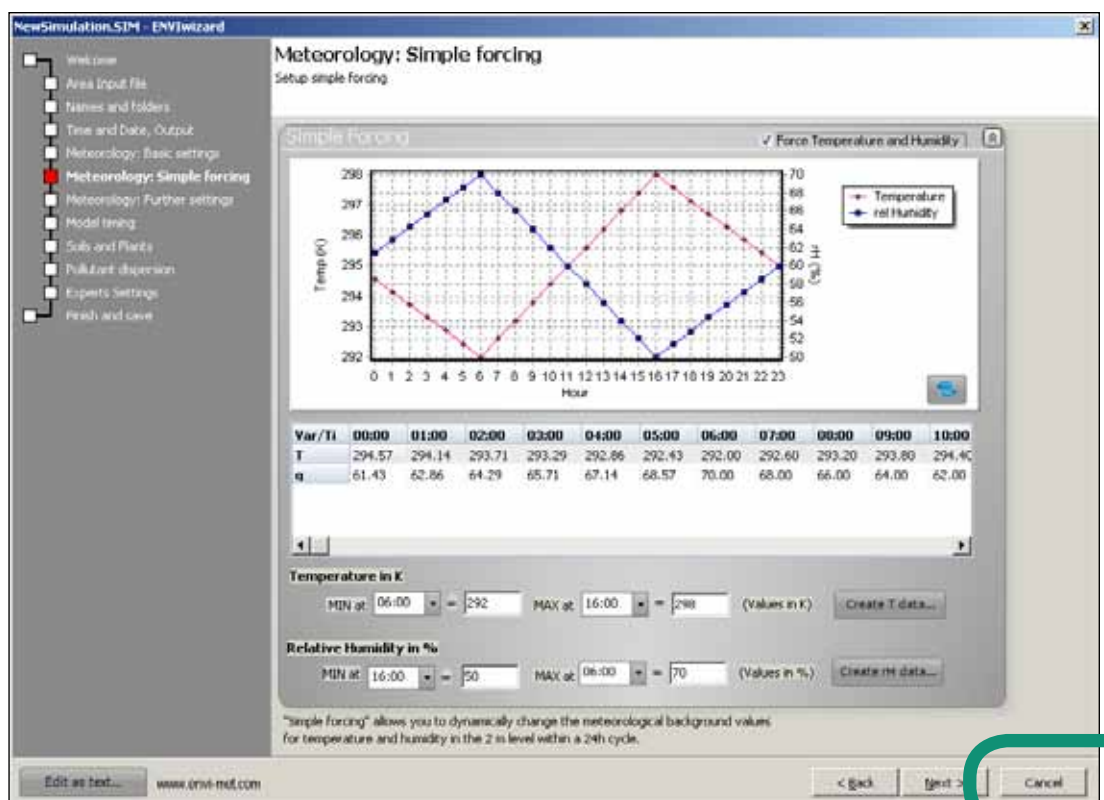 NewSimulation.SIM - ENVIwizard
Welcome
Area Input file
Names and folders
Time and Date, Output
Meteorology: Basic settings
Meteorology: Simple forcing
Meteorology: Further settings
Model timing
Soils and Plants
Pollutant dispersion
Experts Settings
Finish and save
Meteorology: Simple forcing
Setup simple forcing
Simple Forcing
Force Temperature and Humidity
298
297
296
295
294
293
292
Temp (K)
70
68
66
64
62
60
58
56
54
52
50
rH (%)
0 1 2 3 4 5 6 7 8 9 10 11 12 13 14 15 16 17 18 19 20 21 22 23
Hour
Temperature
rel Humidity
Var/Ti 00:00 01:00 02:00 03:00 04:00 05:00 06:00 07:00 08:00 09:00 10:00
T 294.57 294.14 293.71 293.29 292.86 292.43 292.00 292.60 293.20 293.80 294.40
q 61.43 62.86 64.29 65.71 67.14 68.57 70.00 68.00 66.00 64.00 62.00
Temperature in K
MIN at 06:00 = 292 MAX at 16:00 = 298 (Values in K) Create T data...
Relative Humidity in %
MIN at 16:00 = 50 MAX at 06:00 = 70 (Values in %) Create rH data...
"Simple forcing" allows you to dynamically change the meteorological background values
for temperature and humidity in the 2 m level within a 24h cycle.
Edit as text... www.envi-met.com < Back Next > Cancel